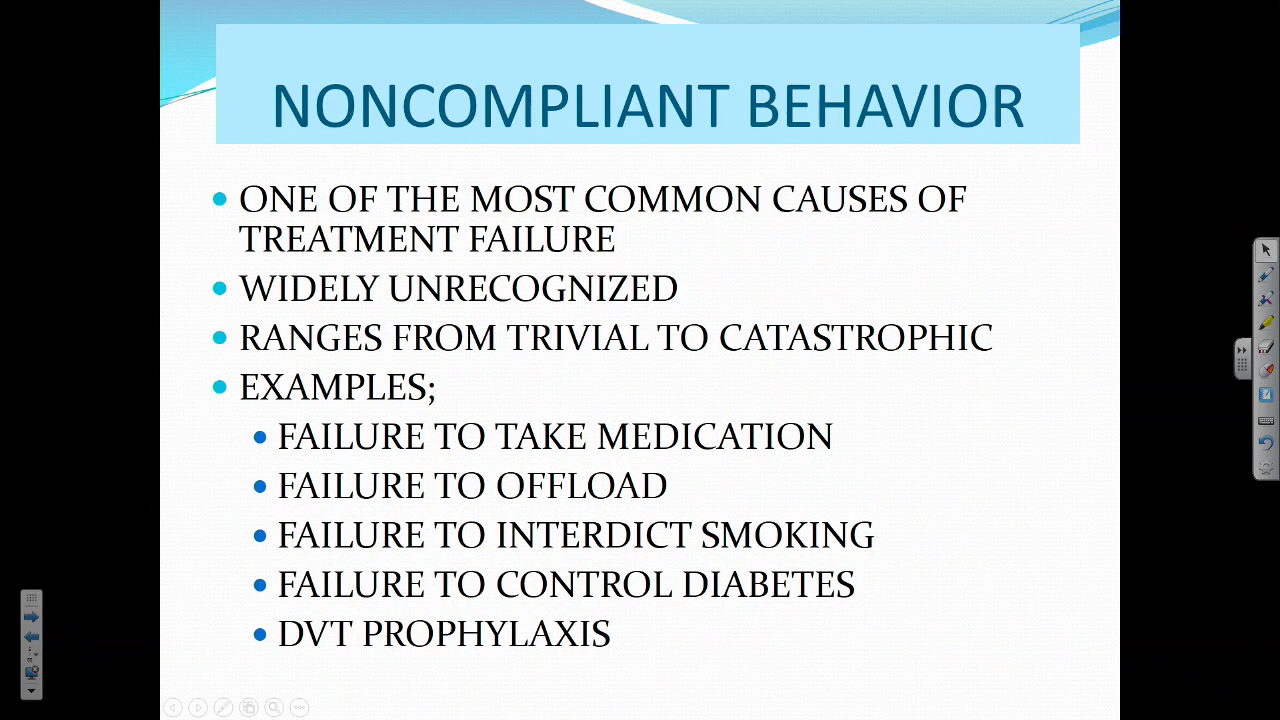 NONCOMPLIANT BEHAVIOR
ONE OF THE MOST COMMON CAUSES OF
TREATMENT FAILURE
WIDELY UNRECOGNIZED
RANGES FROM TRIVIAL TO CATASTROPHIC
EXAMPLES;
FAILURE TO TAKE MEDICATION
FAILURE TO OFFLOAD
FAILURE TO INTERDICT SMOKING
FAILURE TO CONTROL DIABETES
DVT PROPHYLAXIS